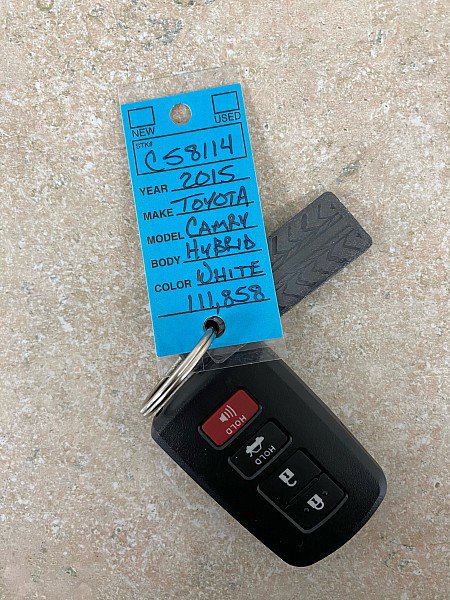 NEW USED
STK# C58114
YEAR 2015
MAKE TOYOTA
MODEL CAMRY
BODY HYBRID
COLOR WHITE
111,858
HOLD
HOLD